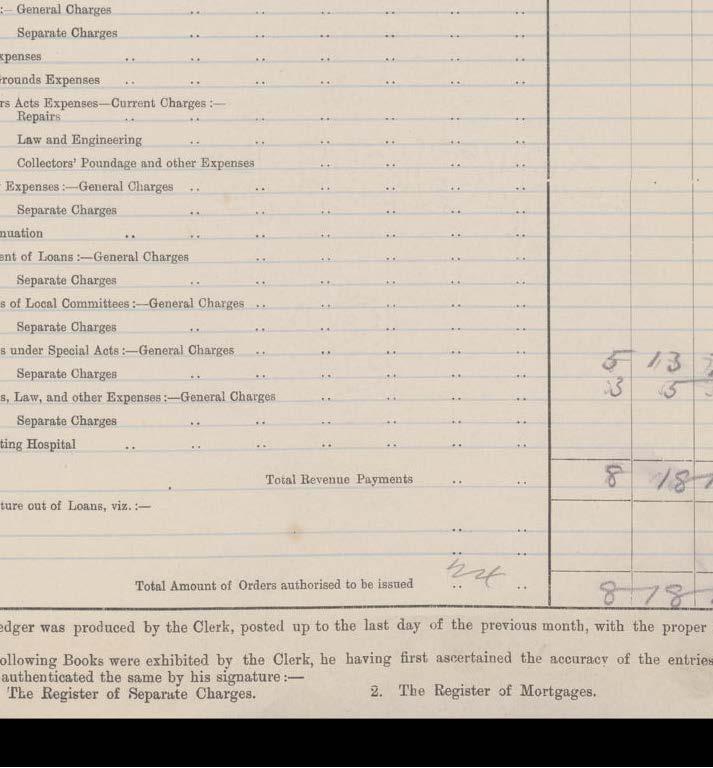 :— General Charges
Separate Charges
xpenses
rounds Expenses
rs Acts Expenses—Current Charges :—
Repairs
Law and Engineering
Collectors' Poundage and other Expenses
Expenses :—General Charges
Separate Charges
nuation
ent of Loans :—General Charges
Separate Charges
s of Local Committees :—General Charges
Separate Charges
s under Special Acts :—General Charges 5 13
Separate Charges 3 5
s, Law, and other Expenses :—General Charges
Separate Charges
ting Hospital
Total Revenue Payments 8 18
ture out of Loans, viz. :—
Total Amount of Orders authorised to be issued 8 18
edger was produced by the Clerk, posted up to the last day of the previous month, with the proper
ollowing Books were exhibited by the Clerk, he having first ascertained the accuracy of the entries
authenticated the same by his signature :—
The Register of Separate Charges. 2. The Register of Mortgages.